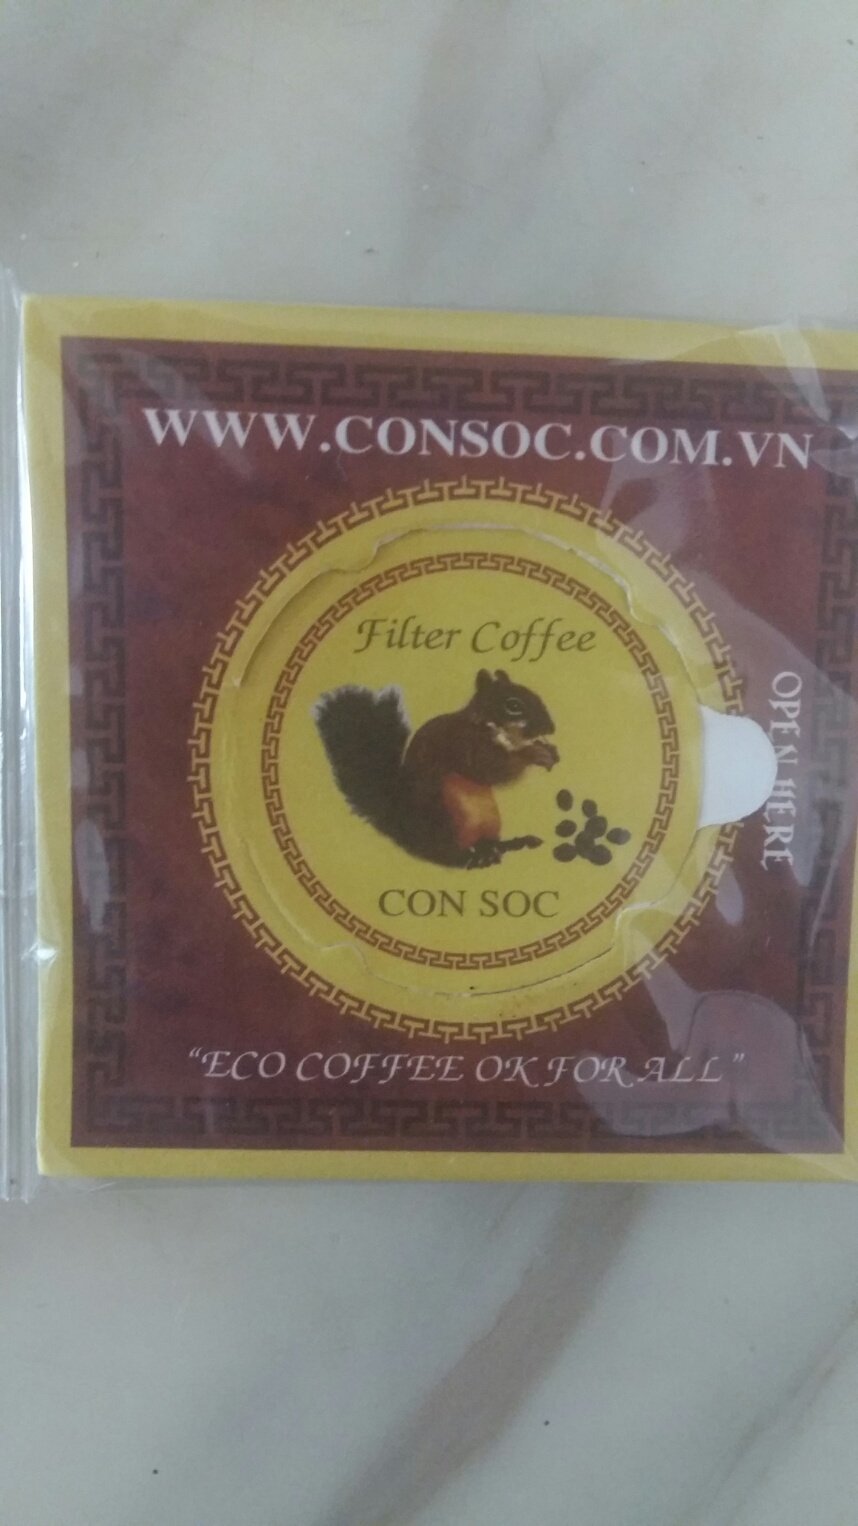 WWW.CONSOC.COM.VN
Filter Coffee
OPEN HERE
CON SOC
"ECO COFFEE OK FOR ALL"